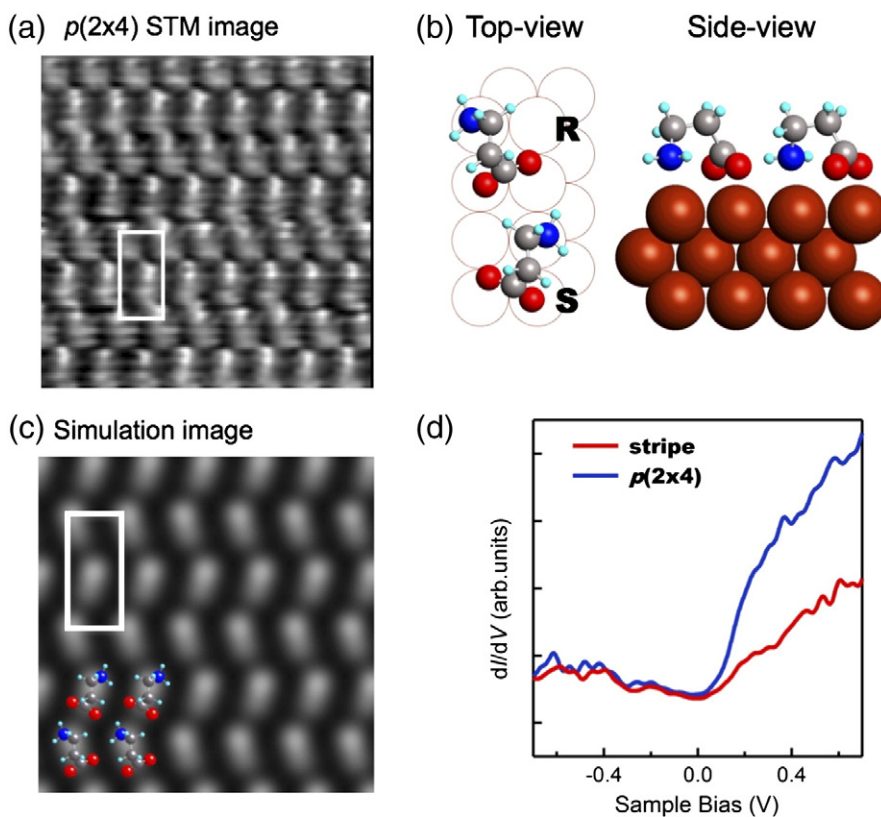 (a) p(2x4) STM image
(b) Top-view Side-view
R
S
(c) Simulation image
(d)
stripe
p(2x4)
dI/dV (arb.units)
-0.4 0.0 0.4
Sample Bias (V)